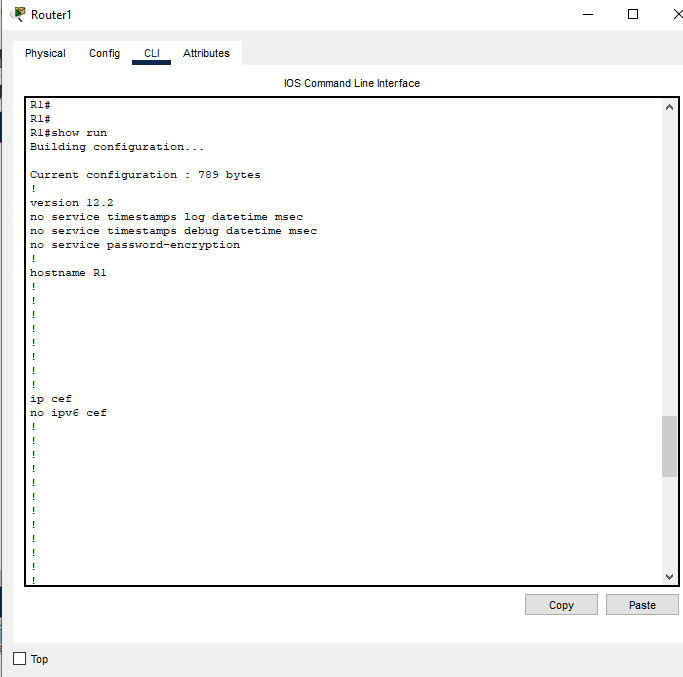 Router1
Physical Config CLI Attributes
IOS Command Line Interface
R1#
R1#
R1#show run
Building configuration...
Current configuration : 789 bytes
!
version 12.2
no service timestamps log datetime msec
no service timestamps debug datetime msec
no service password-encryption
!
hostname R1
!
!
!
!
!
!
!
!
ip cef
no ipv6 cef
!
!
!
!
!
!
!
!
!
!
!
!
Copy Paste
Top